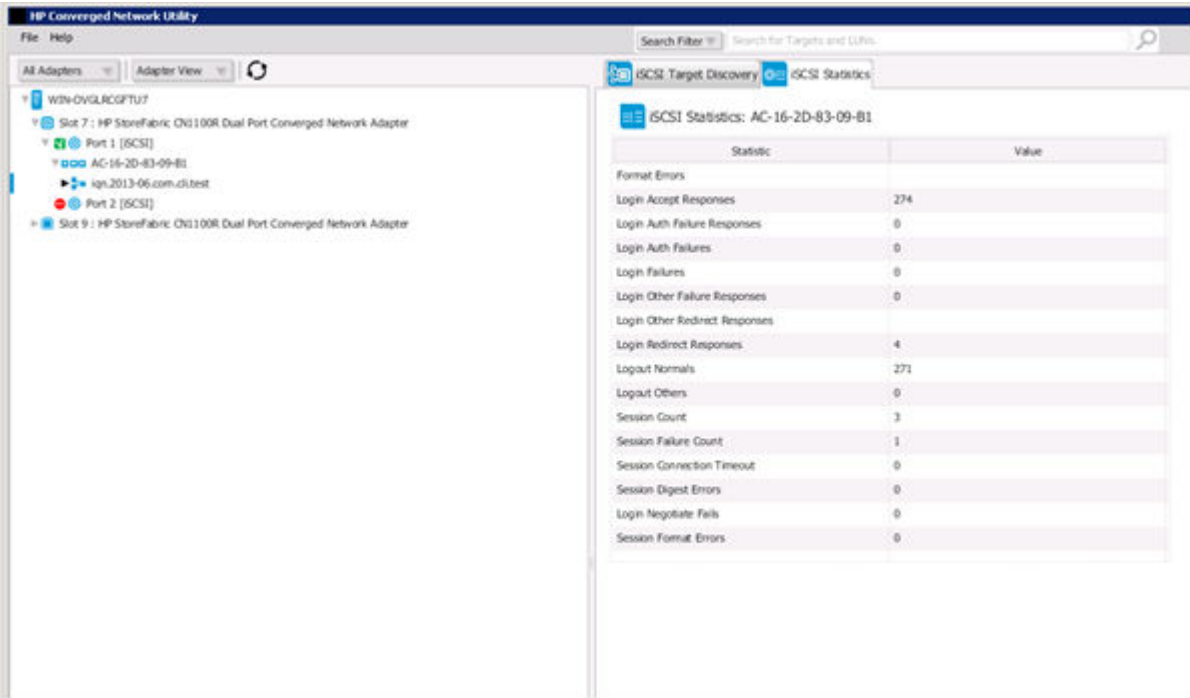 HP Converged Network Utility
File Help
Search Filter Search for Targets and LUNs.
All Adapters Adapter View
WIN-OVGLRCGFTU7
Slot 7 : HP StoreFabric CN1100R Dual Port Converged Network Adapter
Port 1 [iSCSI]
AC-16-2D-83-09-B1
iqn.2013-06.com.cli.test
Port 2 [iSCSI]
Slot 9 : HP StoreFabric CN1100R Dual Port Converged Network Adapter
iSCSI Target Discovery iSCSI Statistics
iSCSI Statistics: AC-16-2D-83-09-B1
Statistic Value
Format Errors
Login Accept Responses 274
Login Auth Failure Responses 0
Login Auth Failures 0
Login Failures 0
Login Other Failure Responses 0
Login Other Redirect Responses
Login Redirect Responses 4
Logout Normals 271
Logout Others 0
Session Count 3
Session Failure Count 1
Session Connection Timeout 0
Session Digest Errors 0
Login Negotiate Fails 0
Session Format Errors 0